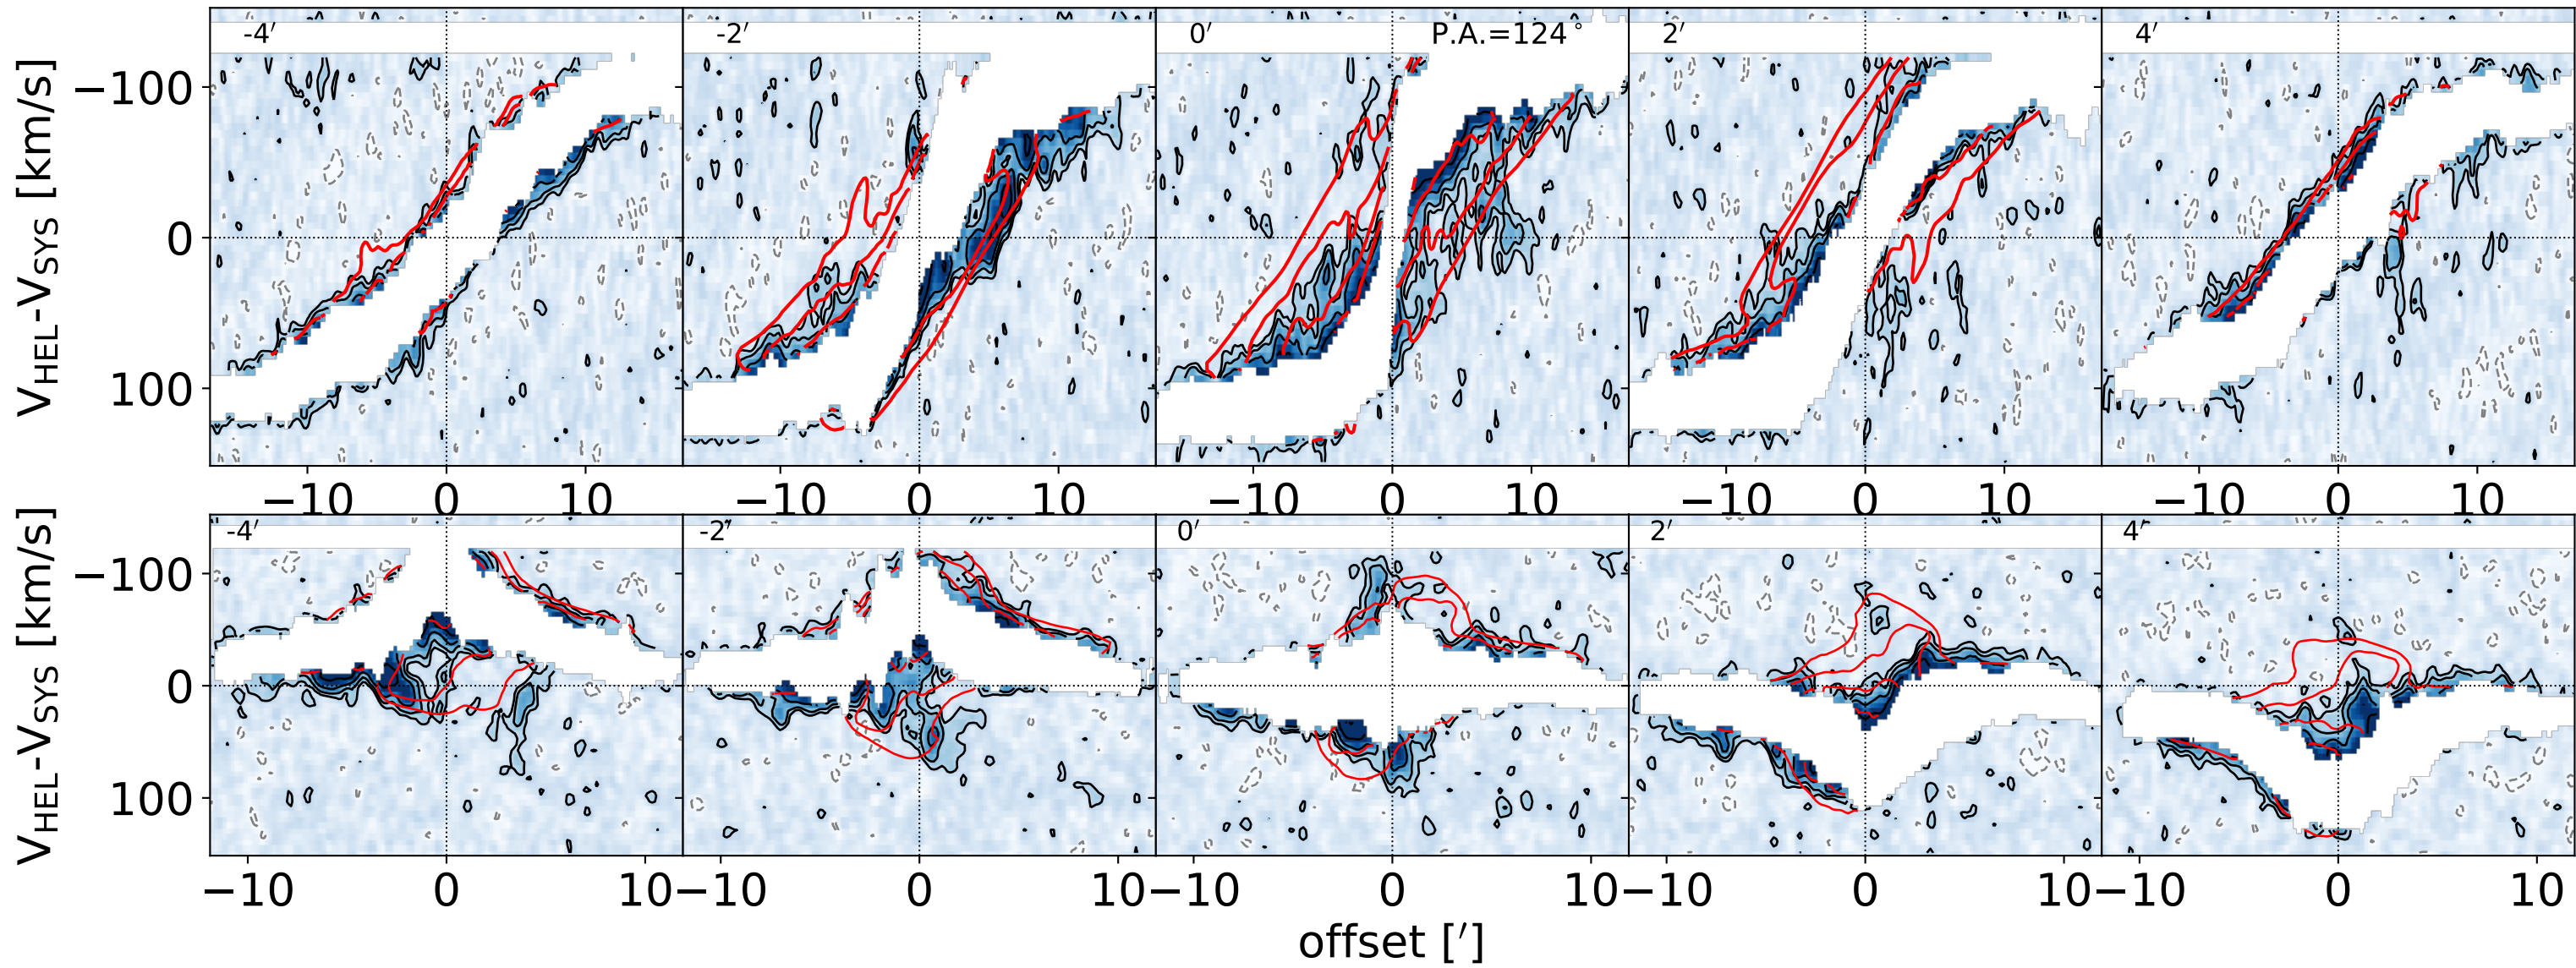 -4′ -2′ 0′ P.A.=124° 2′ 4′
V_HEL-V_SYS [km/s]
−100
0
100
−10 0 10 −10 0 10 −10 0 10 −10 0 10 −10 0 10
-4′ -2′ 0′ 2′ 4′
V_HEL-V_SYS [km/s]
−100
0
100
−10 0 10 −10 0 10 −10 0 10 −10 0 10 −10 0 10
offset [′]